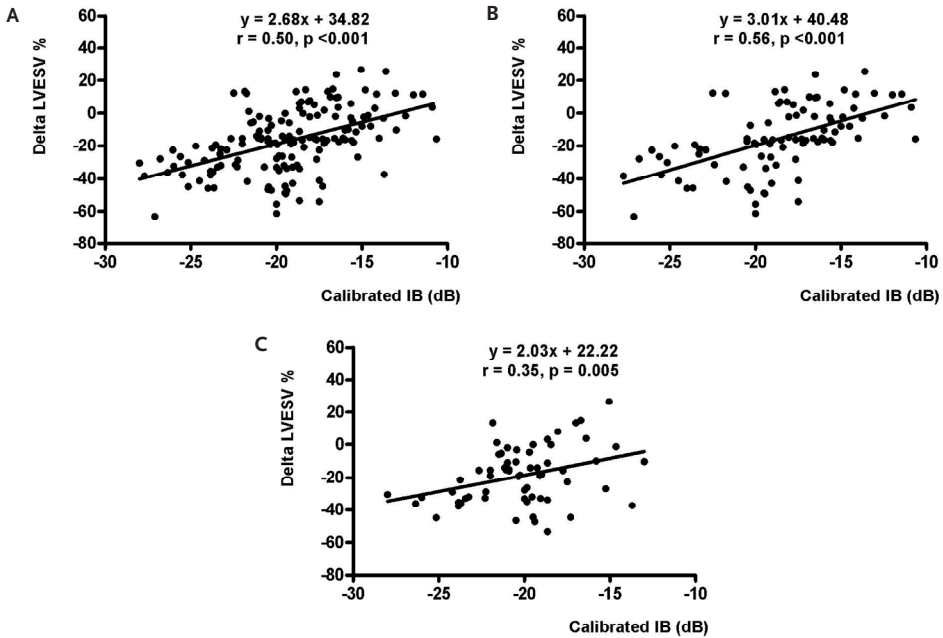 A
y = 2.68x + 34.82
r = 0.50, p <0.001
Delta LVESV %
60
40
20
0
-20
-40
-60
-80
-30
-25
-20
-15
-10
Calibrated IB (dB)
B
y = 3.01x + 40.48
r = 0.56, p <0.001
Delta LVESV %
60
40
20
0
-20
-40
-60
-80
-30
-25
-20
-15
-10
Calibrated IB (dB)
C
y = 2.03x + 22.22
r = 0.35, p = 0.005
Delta LVESV %
60
40
20
0
-20
-40
-60
-80
-30
-25
-20
-15
-10
Calibrated IB (dB)